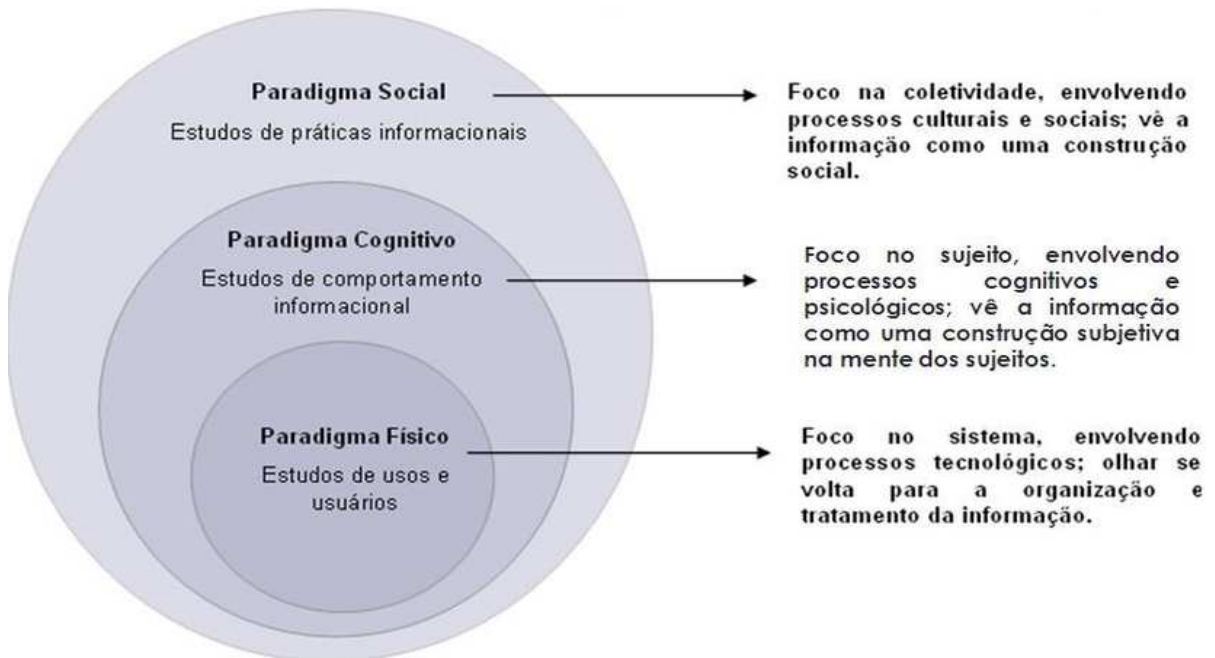 Paradigma Social
Estudos de práticas informacionais
Foco na coletividade, envolvendo
processos culturais e sociais; vê a
informação como uma construção
social.
Paradigma Cognitivo
Estudos de comportamento
informacional
Foco no sujeito, envolvendo
processos cognitivos e
psicológicos; vê a informação
como uma construção subjetiva
na mente dos sujeitos.
Paradigma Físico
Estudos de usos e
usuários
Foco no sistema, envolvendo
processos tecnológicos; olhar se
volta para a organização e
tratamento da informação.